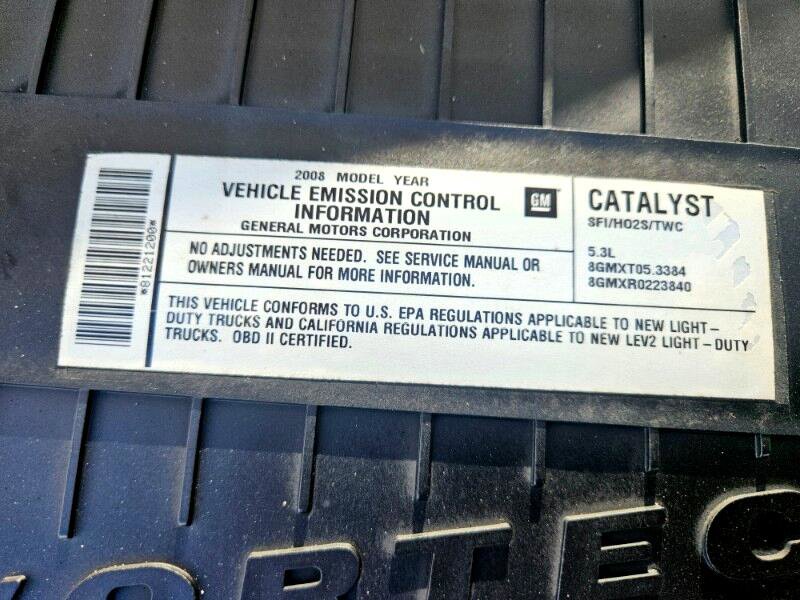 2008 MODEL YEAR
VEHICLE EMISSION CONTROL
INFORMATION
GENERAL MOTORS CORPORATION
GM
NO ADJUSTMENTS NEEDED. SEE SERVICE MANUAL OR
OWNERS MANUAL FOR MORE INFORMATION.
CATALYST
SFI/HO2S/TWC
5.3L
8GMXT05.3384
8GMXR0223840
THIS VEHICLE CONFORMS TO U.S. EPA REGULATIONS APPLICABLE TO NEW LIGHT-
DUTY TRUCKS AND CALIFORNIA REGULATIONS APPLICABLE TO NEW LEV2 LIGHT-DUTY
TRUCKS. OBD II CERTIFIED.
*81221200*
VORTEC